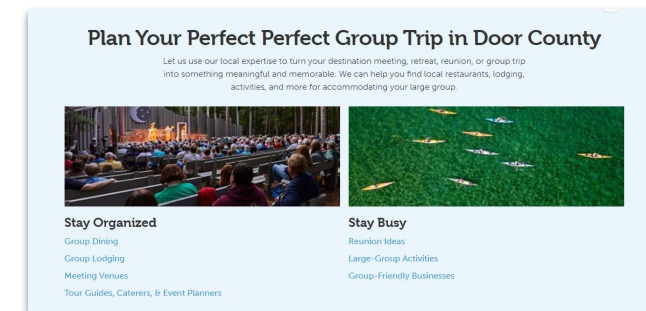 Plan Your Perfect Perfect Group Trip in Door County
Let us use our local expertise to turn your destination meeting, retreat, reunion, or group trip
into something meaningful and memorable. We can help you find local restaurants, lodging,
activities, and more for accommodating your large group.
Stay Organized
Group Dining
Group Lodging
Meeting Venues
Tour Guides, Caterers, & Event Planners
Stay Busy
Reunion Ideas
Large-Group Activities
Group-Friendly Businesses